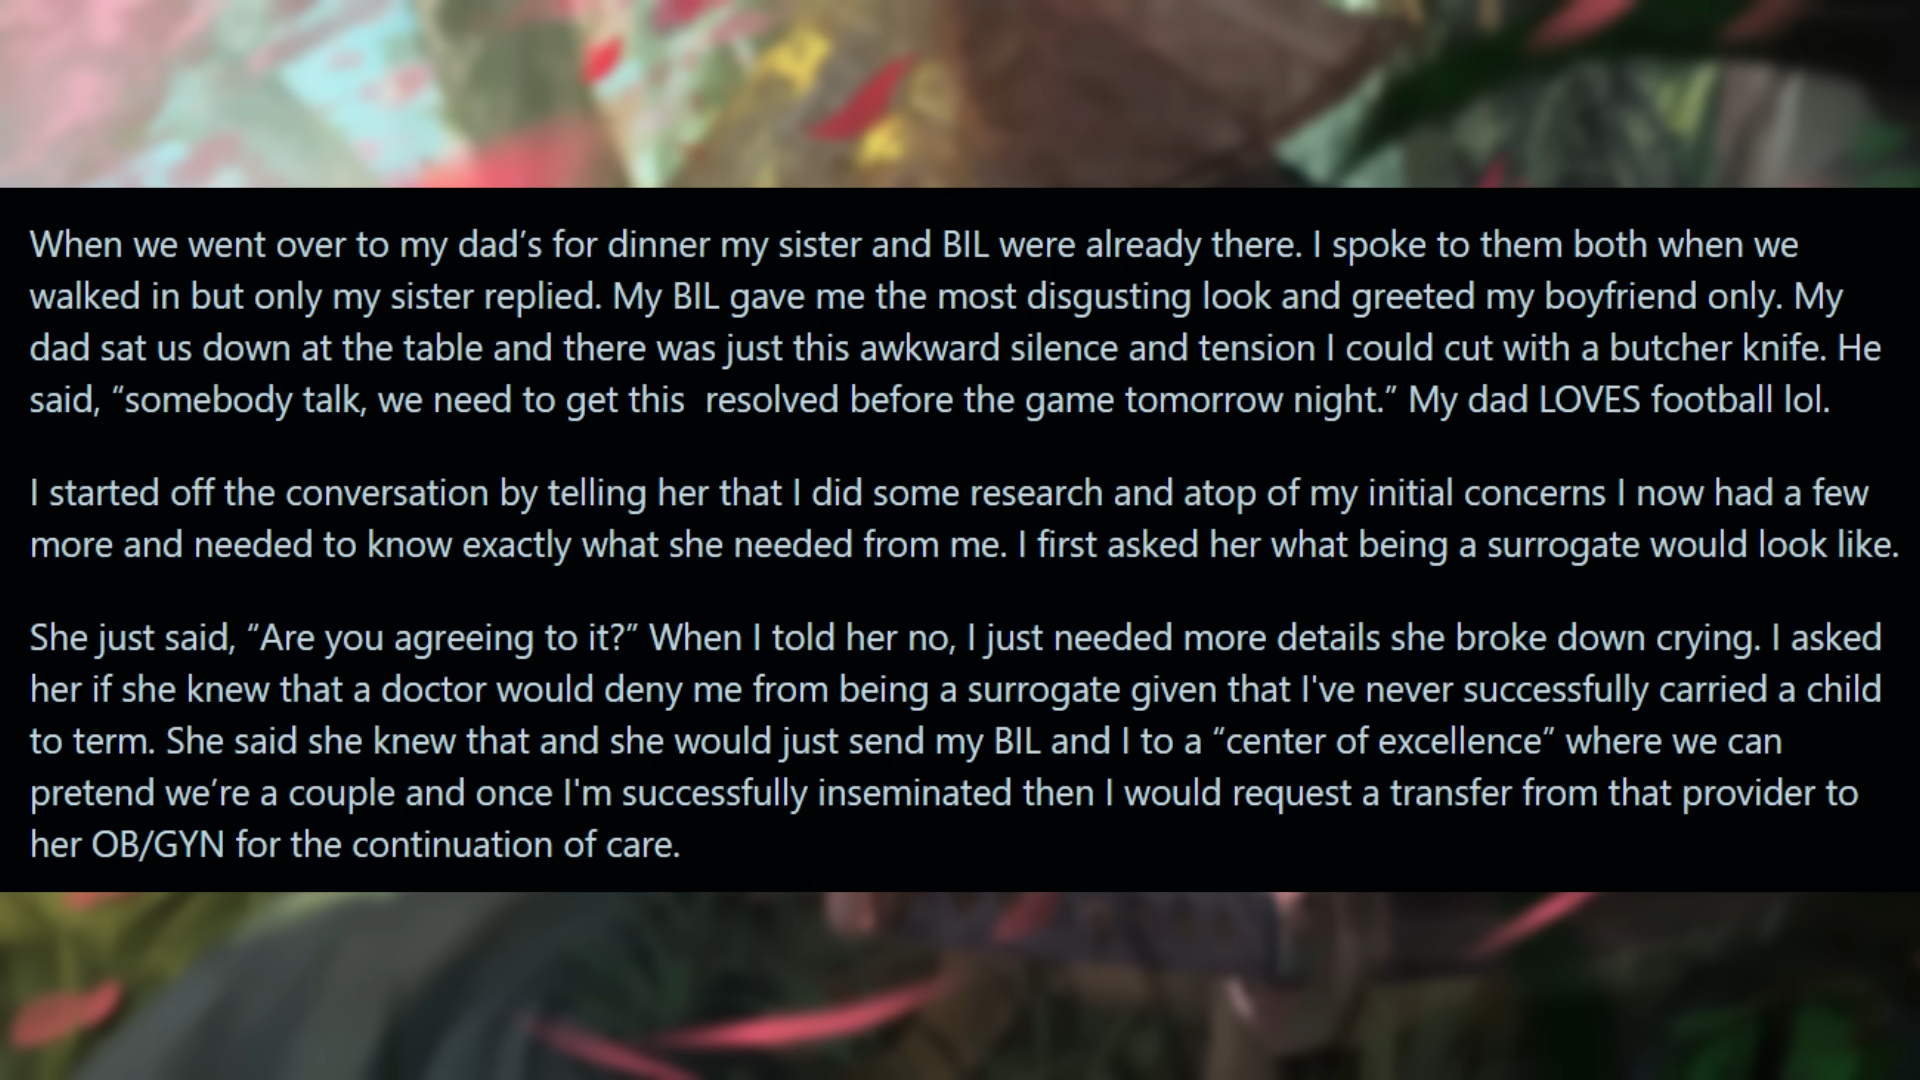 When we went over to my dad’s for dinner my sister and BIL were already there. I spoke to them both when we
walked in but only my sister replied. My BIL gave me the most disgusting look and greeted my boyfriend only. My
dad sat us down at the table and there was just this awkward silence and tension I could cut with a butcher knife. He
said, “somebody talk, we need to get this  resolved before the game tomorrow night.” My dad LOVES football lol.
I started off the conversation by telling her that I did some research and atop of my initial concerns I now had a few
more and needed to know exactly what she needed from me. I first asked her what being a surrogate would look like.
She just said, “Are you agreeing to it?” When I told her no, I just needed more details she broke down crying. I asked
her if she knew that a doctor would deny me from being a surrogate given that I've never successfully carried a child
to term. She said she knew that and she would just send my BIL and I to a “center of excellence” where we can
pretend we’re a couple and once I'm successfully inseminated then I would request a transfer from that provider to
her OB/GYN for the continuation of care.